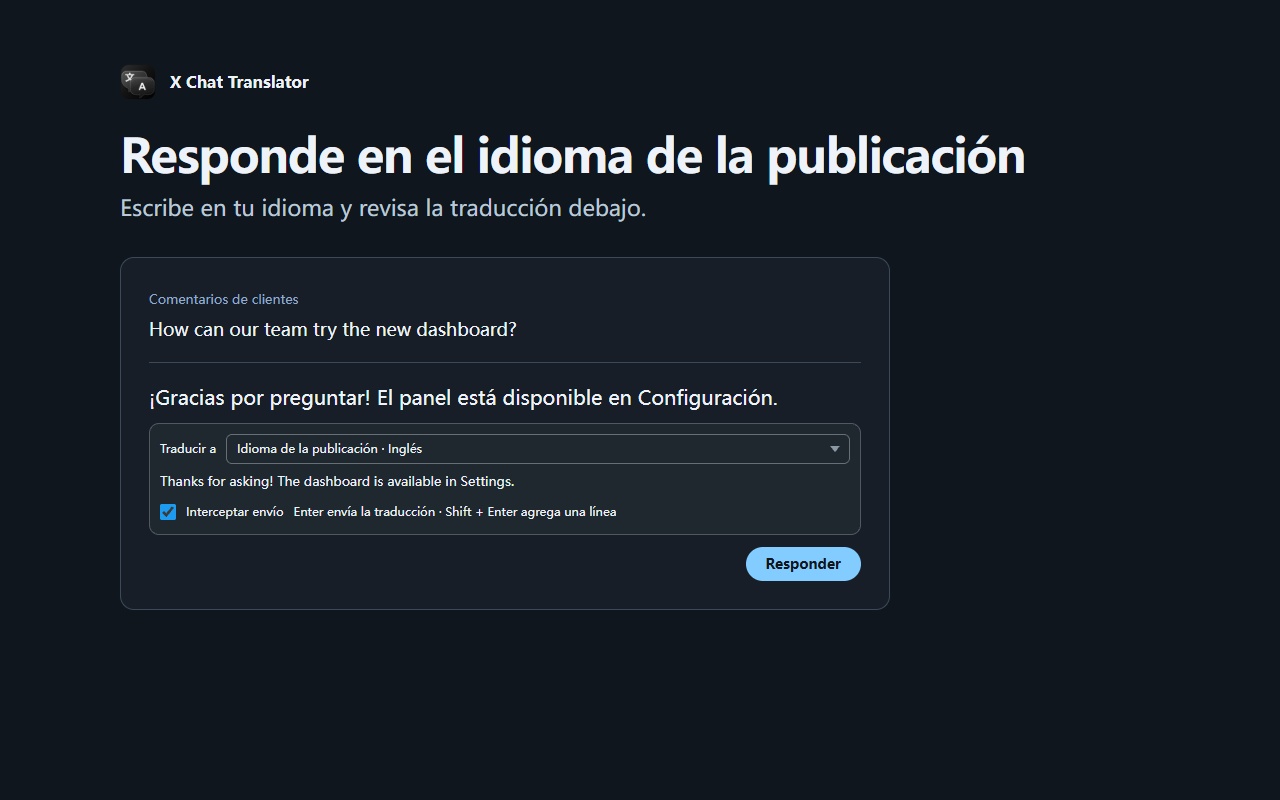 X Chat Translator
Responde en el idioma de la publicación
Escribe en tu idioma y revisa la traducción debajo.
Comentarios de clientes
How can our team try the new dashboard?
¡Gracias por preguntar! El panel está disponible en Configuración.
Traducir a Idioma de la publicación · Inglés
Thanks for asking! The dashboard is available in Settings.
Interceptar envío Enter envía la traducción · Shift + Enter agrega una línea
Responder